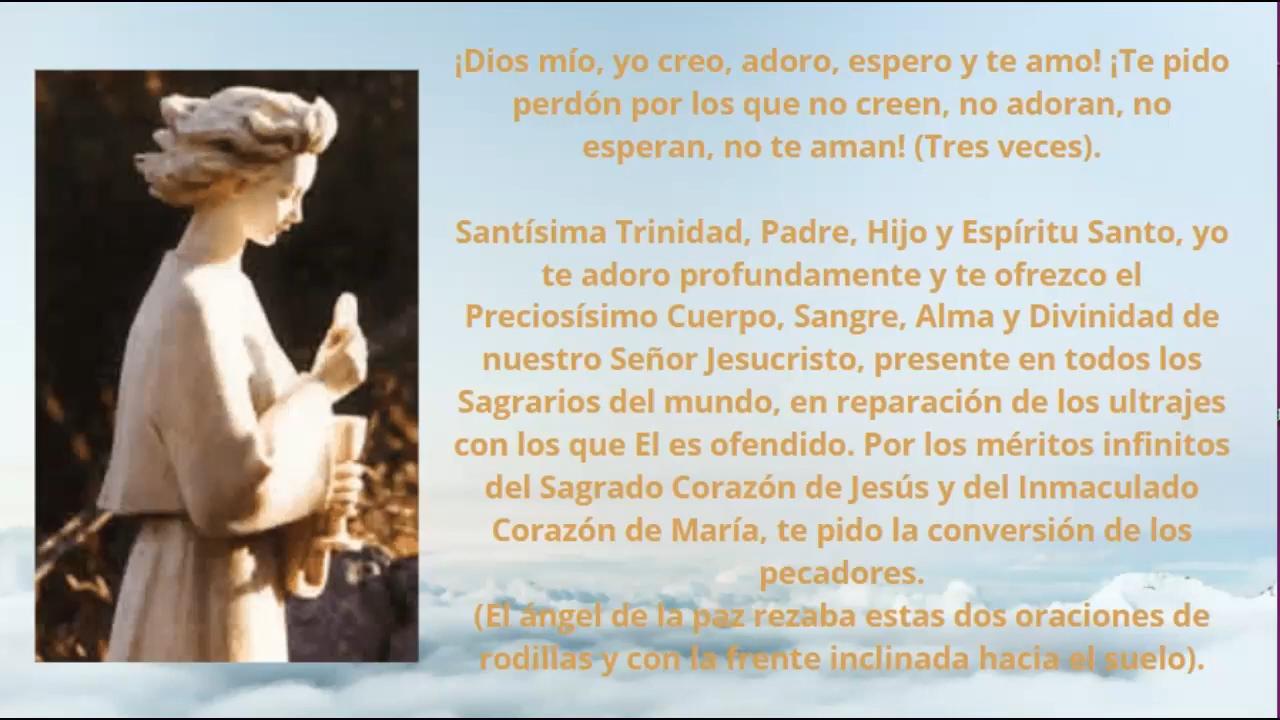 ¡Dios mío, yo creo, adoro, espero y te amo! ¡Te pido
perdón por los que no creen, no adoran, no
esperan, no te aman! (Tres veces).
Santísima Trinidad, Padre, Hijo y Espíritu Santo, yo
te adoro profundamente y te ofrezco el
Preciosísimo Cuerpo, Sangre, Alma y Divinidad de
nuestro Señor Jesucristo, presente en todos los
Sagrarios del mundo, en reparación de los ultrajes
con los que El es ofendido. Por los méritos infinitos
del Sagrado Corazón de Jesús y del Inmaculado
Corazón de María, te pido la conversión de los
pecadores.
(El ángel de la paz rezaba estas dos oraciones de
rodillas y con la frente inclinada hacia el suelo).